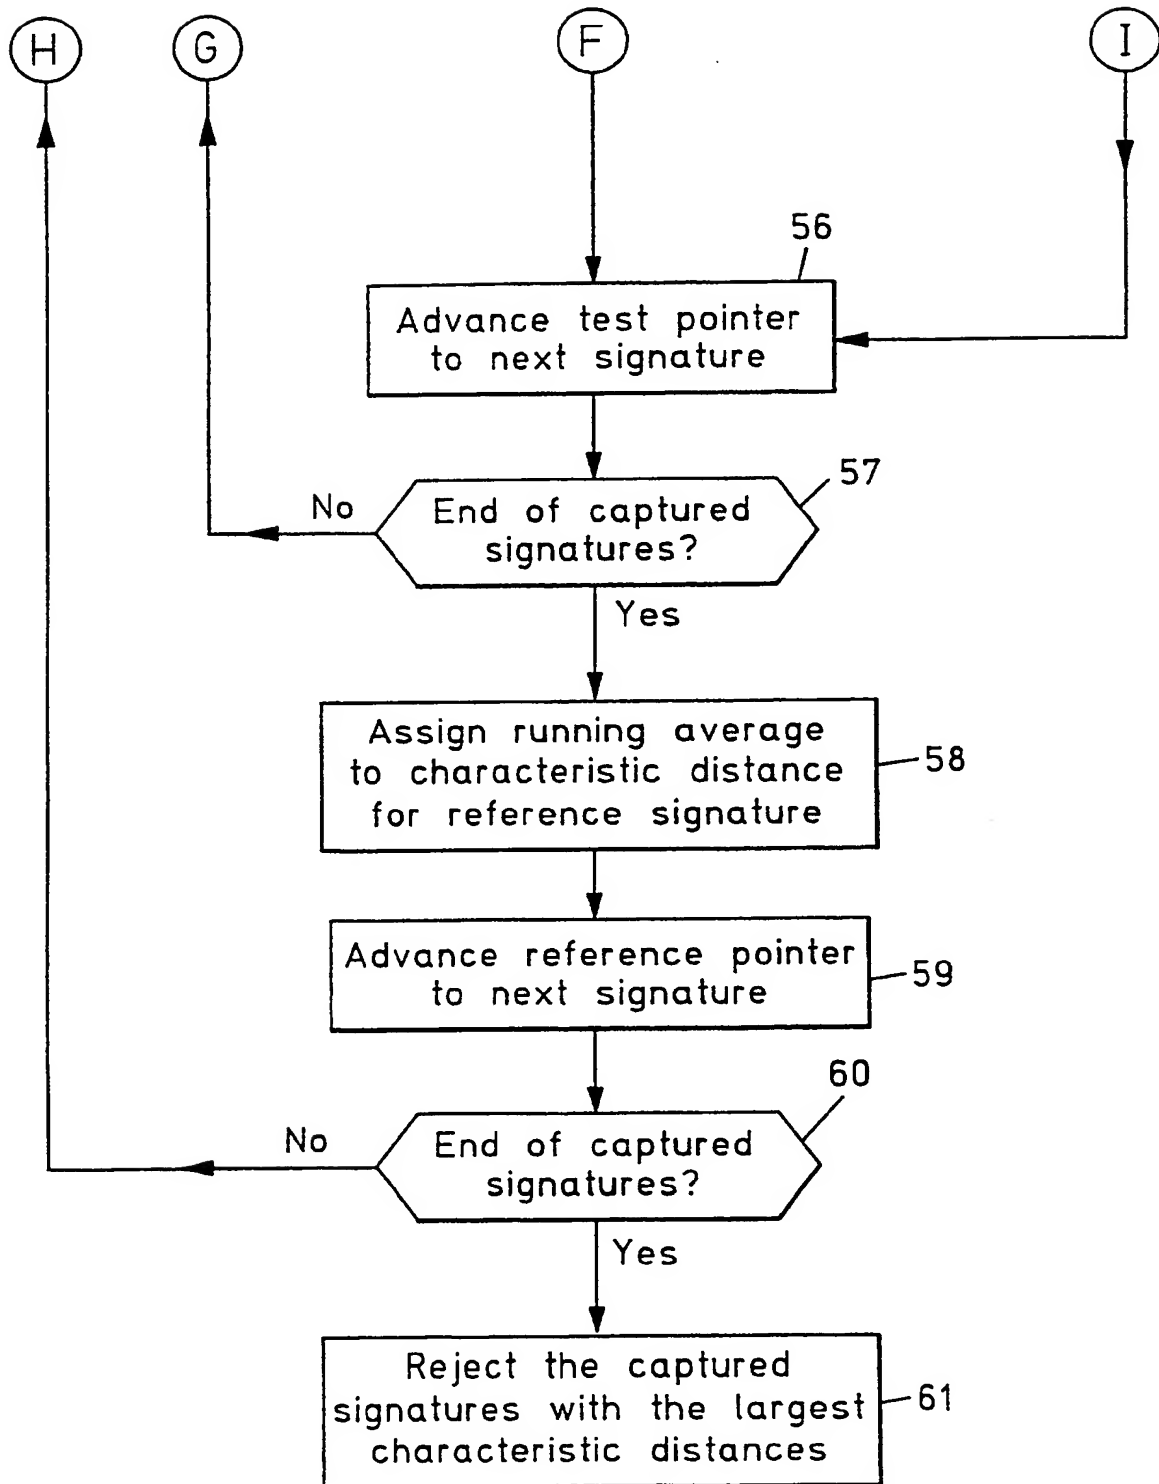 H
G
F
I
56
Advance test pointer
to next signature
57
No
End of captured
signatures?
Yes
Assign running average
to characteristic distance
for reference signature
58
Advance reference pointer
to next signature
59
60
No
End of captured
signatures?
Yes
Reject the captured
signatures with the largest
characteristic distances
61